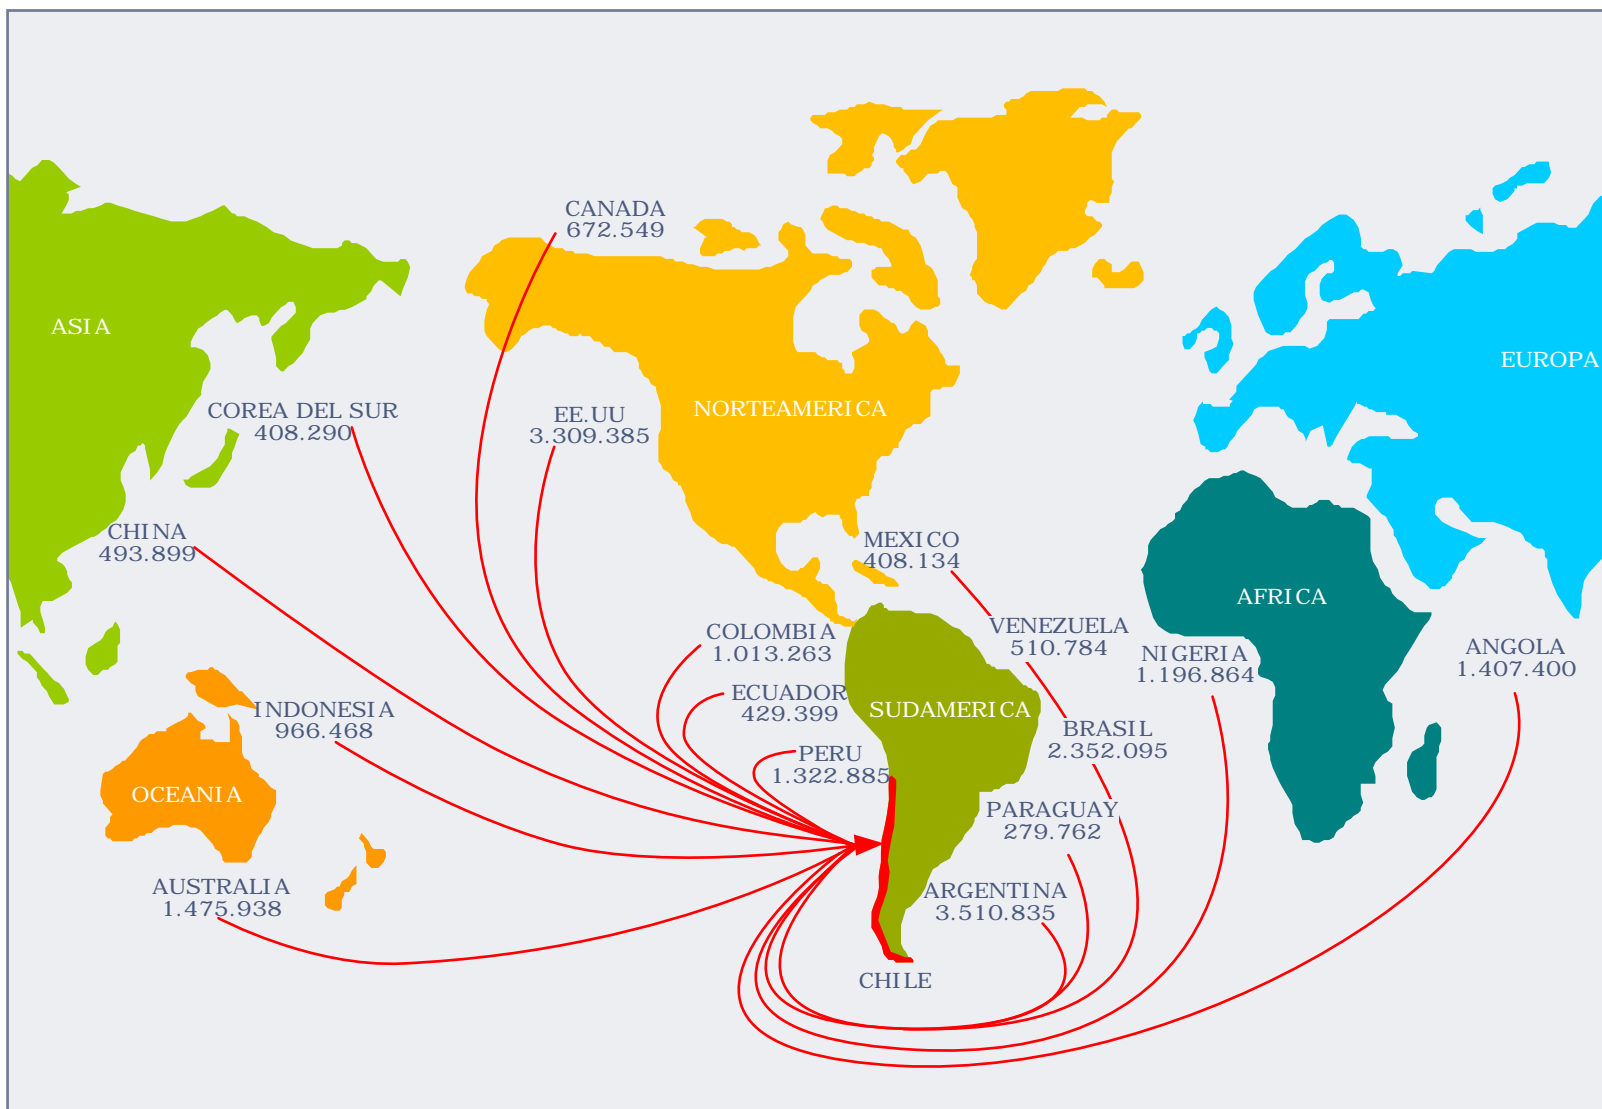 CANADA
672.549
ASIA
EUROPA
COREA DEL SUR
408.290
EE.UU
3.309.385
NORTEAMERICA
CHINA
493.899
MEXICO
408.134
AFRICA
COLOMBIA
1.013.263
VENEZUELA
510.784
NIGERIA
1.196.864
ANGOLA
1.407.400
ECUADOR
429.399
INDONESIA
966.468
SUDAMERICA
BRASIL
2.352.095
PERU
1.322.885
OCEANIA
PARAGUAY
279.762
AUSTRALIA
1.475.938
ARGENTINA
3.510.835
CHILE